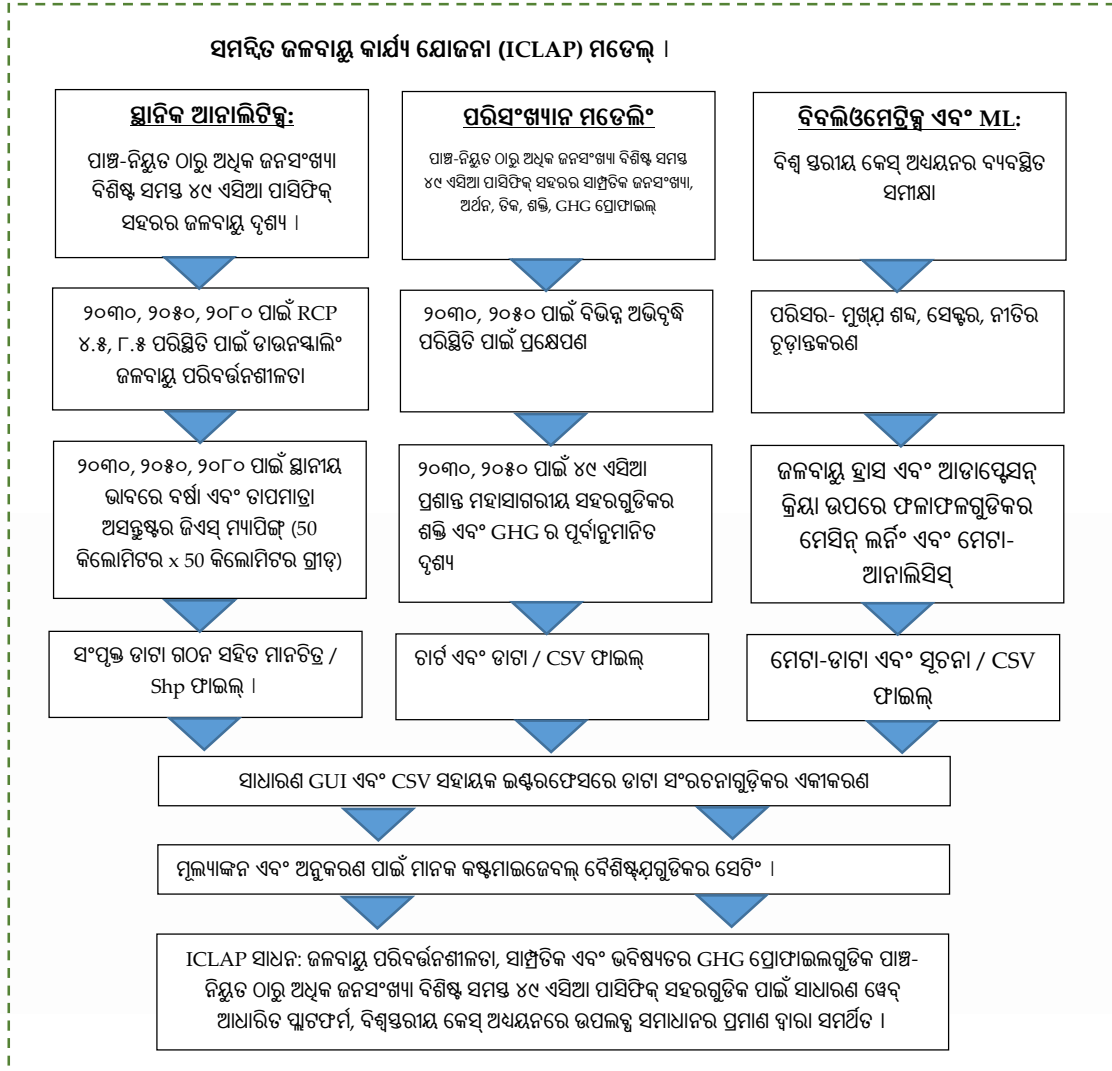 ସମନ୍ୱିତ ଜଳବାୟୁ କାର୍ଯ୍ୟ ଯୋଜନା (ICLAP) ମଡେଲ୍ ।
ସ୍ଥାନିକ ଆନାଲିଟିକ୍ସ:
ପାଞ୍ଚ-ନିୟୁତ ଠାରୁ ଅଧିକ ଜନସଂଖ୍ୟା
ବିଶିଷ୍ଟ ସମସ୍ତ ୪୯ ଏସିଆ ପାସିଫିକ୍
ସହରର ଜଳବାୟୁ ଦୃଶ୍ୟ ।
୨୦୩୦, ୨୦୫୦, ୨୦୮୦ ପାଇଁ RCP
୪.୫, ୮.୫ ପରିସ୍ଥିତି ପାଇଁ ଡାଉନସ୍କାଲିଂ
ଜଳବାୟୁ ପରିବର୍ତ୍ତନଶୀଳତା
୨୦୩୦, ୨୦୫୦, ୨୦୮୦ ପାଇଁ ସ୍ଥାନୀୟ
ଭାବରେ ବର୍ଷା ଏବଂ ତାପମାତ୍ରା
ଅସନ୍ତୁଷ୍ଟର ଜିଏସ୍ ମ୍ୟାପିଙ୍ଗ୍ (50
କିଲୋମିଟର x 50 କିଲୋମିଟର ଗ୍ରୀଡ୍)
ସଂପୃକ୍ତ ଡାଟା ଗଠନ ସହିତ ମାନଚିତ୍ର /
Shp ଫାଇଲ୍ ।
ପରିସଂଖ୍ୟାନ ମଡେଲିଂ
ପାଞ୍ଚ-ନିୟୁତ ଠାରୁ ଅଧିକ ଜନସଂଖ୍ୟା ବିଶିଷ୍ଟ ସମସ୍ତ
୪୯ ଏସିଆ ପାସିଫିକ୍ ସହରର ସାମ୍ପ୍ରତିକ ଜନସଂଖ୍ୟା,
ଅର୍ଥନ, ତିକ, ଶକ୍ତି, GHG ପ୍ରୋଫାଇଲ୍
୨୦୩୦, ୨୦୫୦ ପାଇଁ ବିଭିନ୍ନ ଅଭିବୃଦ୍ଧି
ପରିସ୍ଥିତି ପାଇଁ ପ୍ରକ୍ଷେପଣ
୨୦୩୦, ୨୦୫୦ ପାଇଁ ୪୯ ଏସିଆ
ପ୍ରଶାନ୍ତ ମହାସାଗରୀୟ ସହରଗୁଡିକର
ଶକ୍ତି ଏବଂ GHG ର ପୂର୍ବାନୁମାନିତ
ଦୃଶ୍ୟ
ଚାର୍ଟ ଏବଂ ଡାଟା / CSV ଫାଇଲ୍
ବିବଲିଓମେଟ୍ରିକ୍ସ ଏବଂ ML:
ବିଶ୍ୱ ସ୍ତରୀୟ କେସ୍ ଅଧ୍ୟୟନର ବ୍ୟବସ୍ଥିତ
ସମୀକ୍ଷା
ପରିସର- ମୁଖ୍ୟ ଶବ୍ଦ, ସେକ୍ଟର, ନୀତିର
ଚୂଡ଼ାନ୍ତକରଣ
ଜଳବାୟୁ ହ୍ରାସ ଏବଂ ଆଡାପ୍ଟେସନ୍
କ୍ରିୟା ଉପରେ ଫଳାଫଳଗୁଡିକର
ମେସିନ୍ ଲର୍ନିଂ ଏବଂ ମେଟା-
ଆନାଲିସିସ୍
ମେଟା-ଡାଟା ଏବଂ ସୂଚନା / CSV
ଫାଇଲ୍
ସାଧାରଣ GUI ଏବଂ CSV ସହାୟକ ଇଣ୍ଟରଫେସରେ ଡାଟା ସଂରଚନାଗୁଡ଼ିକର ଏକୀକରଣ
ମୂଲ୍ୟାଙ୍କନ ଏବଂ ଅନୁକରଣ ପାଇଁ ମାନକ କଷ୍ଟମାଇଜେବଲ୍ ବୈଶିଷ୍ଟ୍ୟଗୁଡିକର ସେଟିଂ ।
ICLAP ସାଧନ: ଜଳବାୟୁ ପରିବର୍ତ୍ତନଶୀଳତା, ସାମ୍ପ୍ରତିକ ଏବଂ ଭବିଷ୍ୟତର GHG ପ୍ରୋଫାଇଲଗୁଡିକ ପାଞ୍ଚ-
ନିୟୁତ ଠାରୁ ଅଧିକ ଜନସଂଖ୍ୟା ବିଶିଷ୍ଟ ସମସ୍ତ ୪୯ ଏସିଆ ପାସିଫିକ୍ ସହରଗୁଡିକ ପାଇଁ ସାଧାରଣ ୱେବ୍
ଆଧାରିତ ପ୍ଲାଟଫର୍ମ, ବିଶ୍ୱସ୍ତରୀୟ କେସ୍ ଅଧ୍ୟୟନରେ ଉପଲବ୍ଧ ସମାଧାନର ପ୍ରମାଣ ଦ୍ୱାରା ସମର୍ଥିତ ।